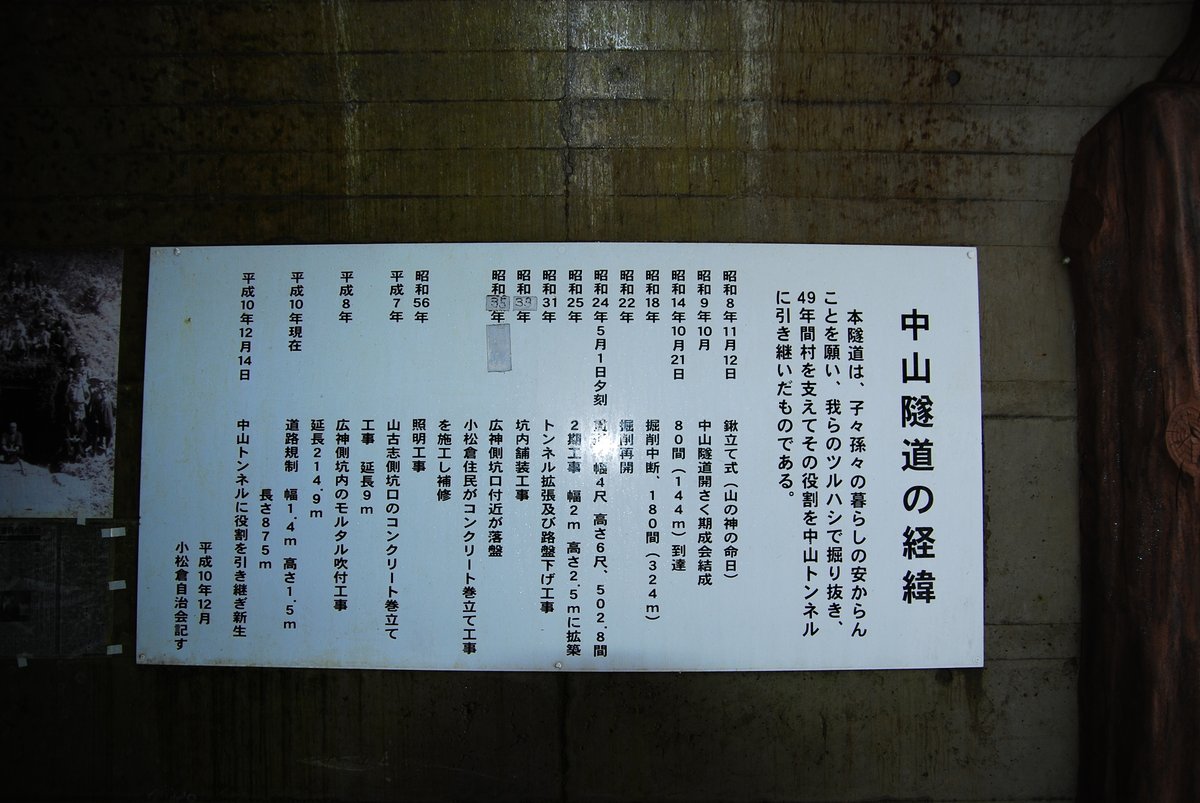 中山隧道の経緯
本隧道は、子々孫々の暮らしの安からん
ことを願い、我らのツルハシで掘り抜き、
49年間村を支えてその役割を中山トンネル
に引き継いだものである。
昭和8年11月12日 鍬立て式（山の神の命日）
昭和9年10月 中山隧道開さく期成会結成
昭和14年10月21日 80間（144m）到達
昭和18年 掘削中断、180間（324m）
昭和22年 掘削再開
昭和24年5月1日夕刻 幅4尺 高さ6尺、502.8間
昭和25年 2期工事 幅2m 高さ2.5mに拡築
昭和31年 トンネル拡張及び路盤下げ工事
昭和39年 坑内舗装工事
昭和55年 広神側坑口付近が落盤
小松倉住民がコンクリート巻立て工事
を施工し補修
昭和56年 照明工事
平成7年 山古志側坑口のコンクリート巻立て
工事 延長9m
平成8年 広神側坑内のモルタル吹付工事
延長214.9m
平成10年現在 道路規制 幅1.4m 高さ1.5m
長さ875m
平成10年12月14日 中山トンネルに役割を引き継ぎ新生
平成10年12月
小松倉自治会記す